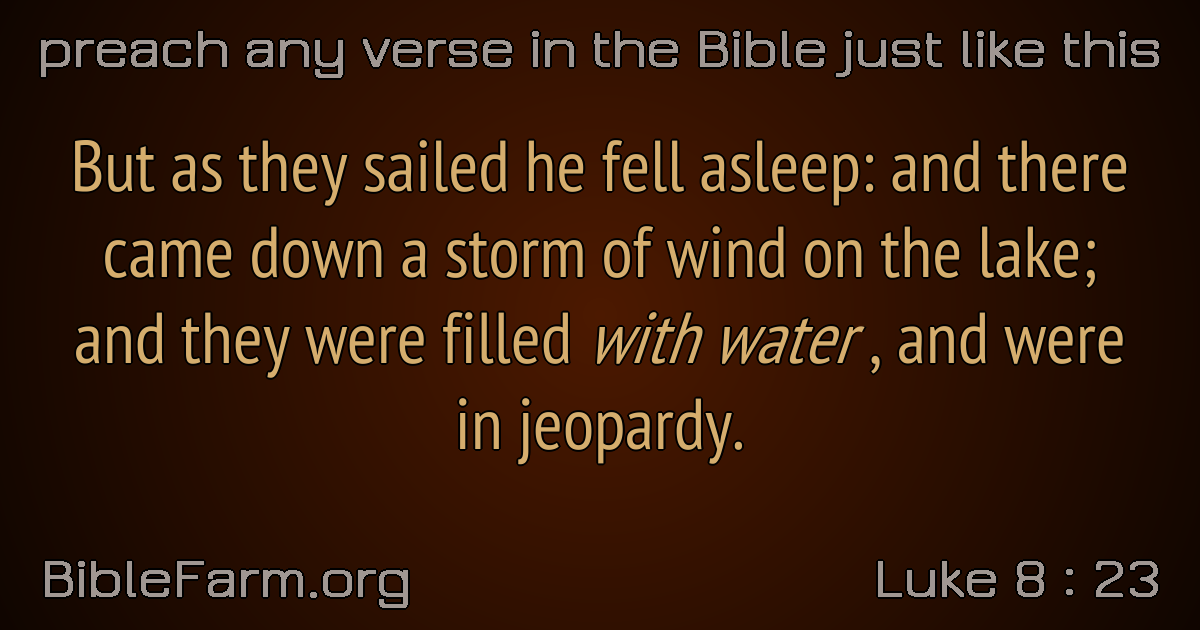 preach any verse in the Bible just like this
But as they sailed he fell asleep: and there
came down a storm of wind on the lake;
and they were filled with water , and were
in jeopardy.
BibleFarm.org
Luke 8 : 23